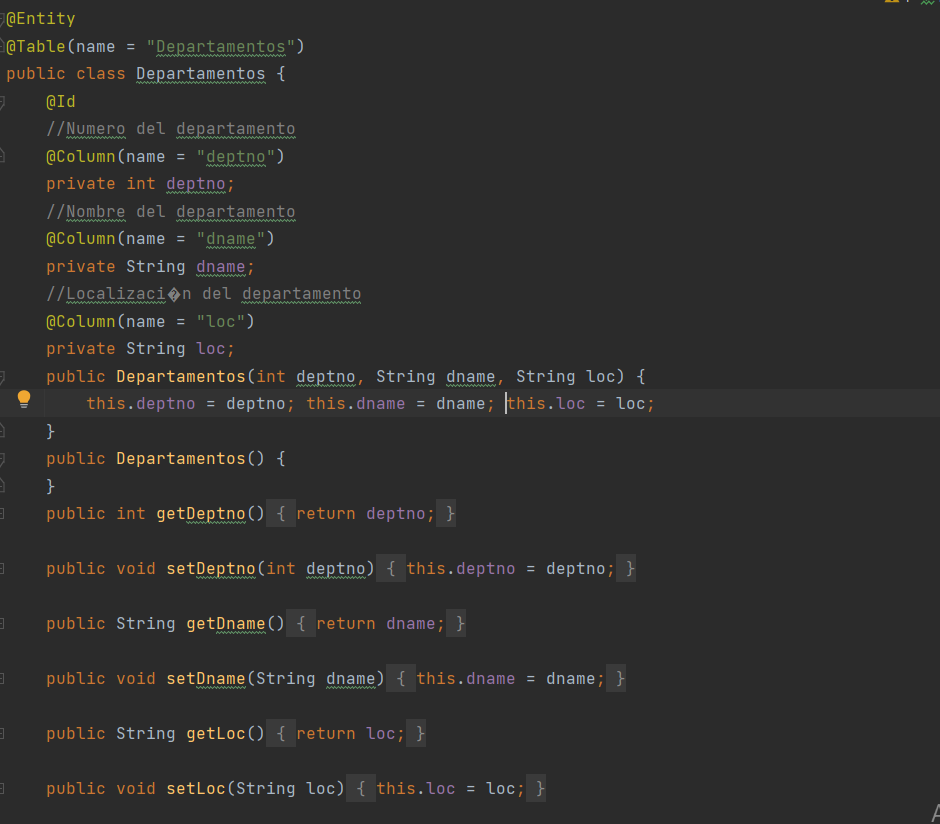 @Entity
@Table(name = "Departamentos")
public class Departamentos {
@Id
//Numero del departamento
@Column(name = "deptno")
private int deptno;
//Nombre del departamento
@Column(name = "dname")
private String dname;
//Localizaci�n del departamento
@Column(name = "loc")
private String loc;
public Departamentos(int deptno, String dname, String loc) {
this.deptno = deptno; this.dname = dname; this.loc = loc;
}
public Departamentos() {
}
public int getDeptno() { return deptno; }
public void setDeptno(int deptno) { this.deptno = deptno; }
public String getDname() { return dname; }
public void setDname(String dname) { this.dname = dname; }
public String getLoc() { return loc; }
public void setLoc(String loc) { this.loc = loc; }